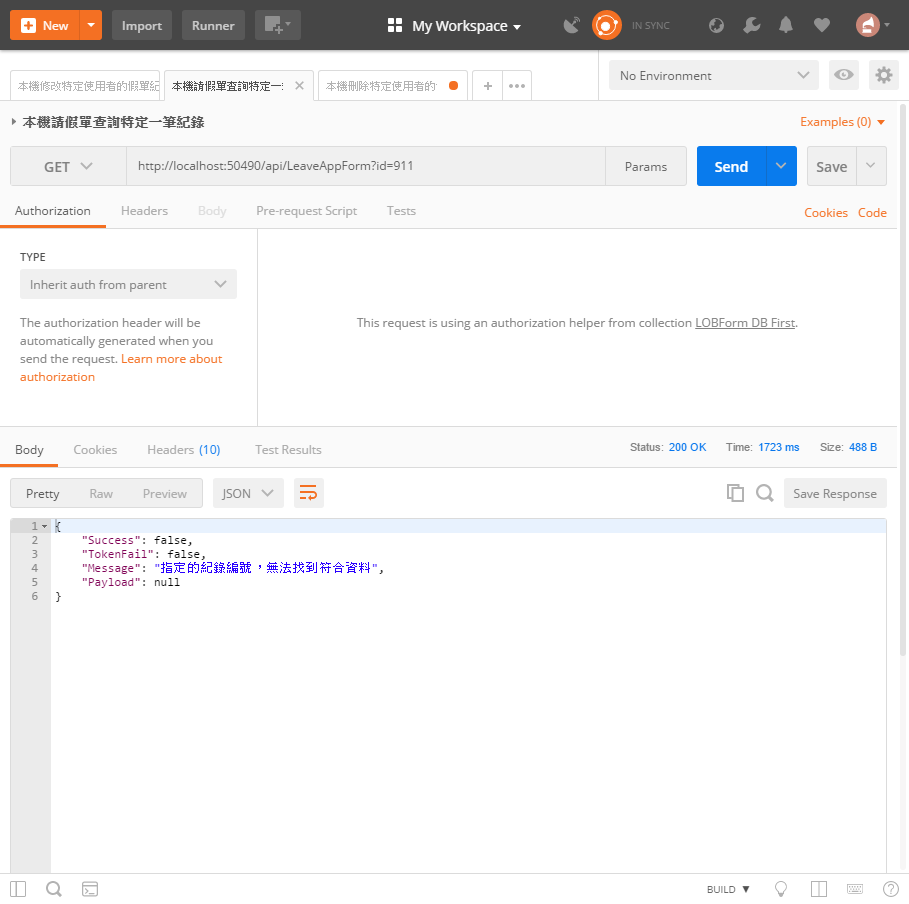 New Import Runner My Workspace IN SYNC
本機修改特定使用者的假單紀 本機請假單查詢特定一 本機刪除特定使用者的 No Environment
本機請假單查詢特定一筆紀錄 Examples (0)
GET http://localhost:50490/api/LeaveAppForm?id=911 Params Send Save
Authorization Headers Body Pre-request Script Tests Cookies Code
TYPE
Inherit auth from parent
The authorization header will be
automatically generated when you
send the request. Learn more about
authorization
This request is using an authorization helper from collection LOBForm DB First.
Body Cookies Headers (10) Test Results Status: 200 OK Time: 1723 ms Size: 488 B
Pretty Raw Preview JSON Save Response
1 {
2 "Success": false,
3 "TokenFail": false,
4 "Message": "指定的紀錄編號，無法找到符合資料",
5 "Payload": null
6 }
BUILD